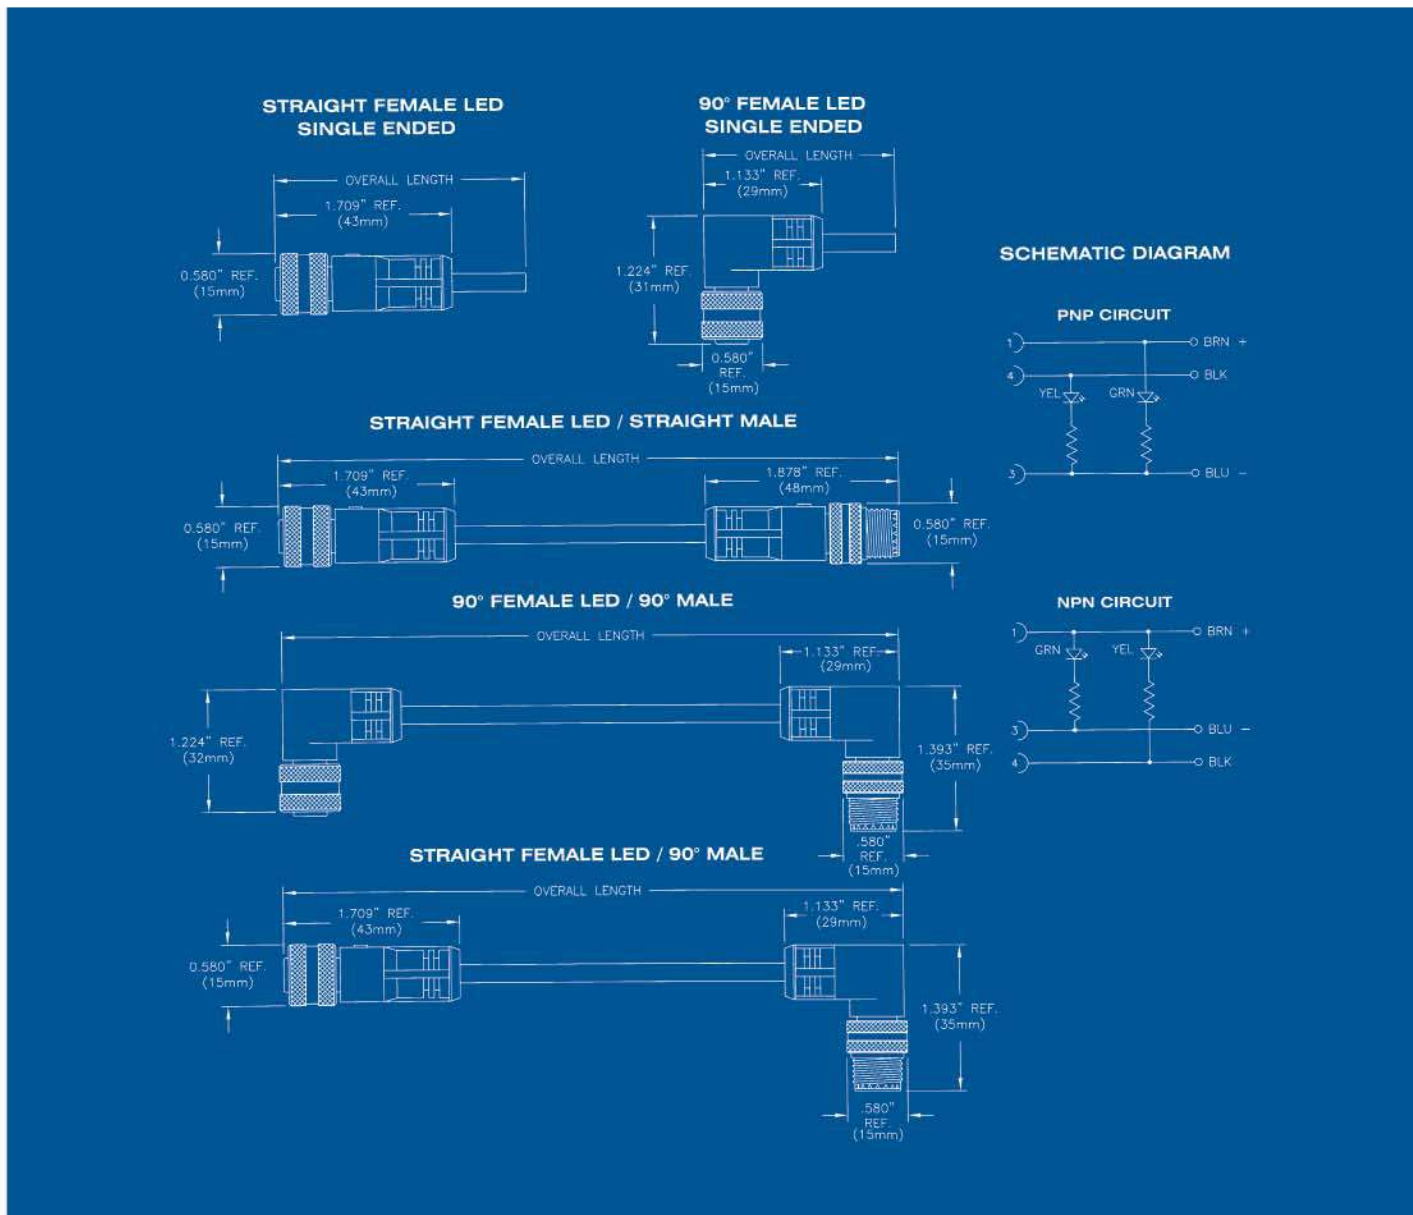 STRAIGHT FEMALE LED
SINGLE ENDED
OVERALL LENGTH
1.709" REF.
(43mm)
0.580" REF.
(15mm)
90° FEMALE LED
SINGLE ENDED
OVERALL LENGTH
1.133" REF.
(29mm)
1.224" REF.
(31mm)
0.580"
REF.
(15mm)
SCHEMATIC DIAGRAM
PNP CIRCUIT
1
BRN +
4
BLK
YEL
GRN
3
BLU -
STRAIGHT FEMALE LED / STRAIGHT MALE
OVERALL LENGTH
1.709" REF.
(43mm)
1.878" REF.
(48mm)
0.580" REF.
(15mm)
0.580" REF.
(15mm)
90° FEMALE LED / 90° MALE
OVERALL LENGTH
1.133" REF.
(29mm)
1.224" REF.
(32mm)
1.393" REF.
(35mm)
.580"
REF.
(15mm)
NPN CIRCUIT
1
BRN +
GRN
YEL
3
BLU -
4
BLK
STRAIGHT FEMALE LED / 90° MALE
OVERALL LENGTH
1.709" REF.
(43mm)
1.133" REF.
(29mm)
0.580" REF.
(15mm)
1.393" REF.
(35mm)
.580"
REF.
(15mm)